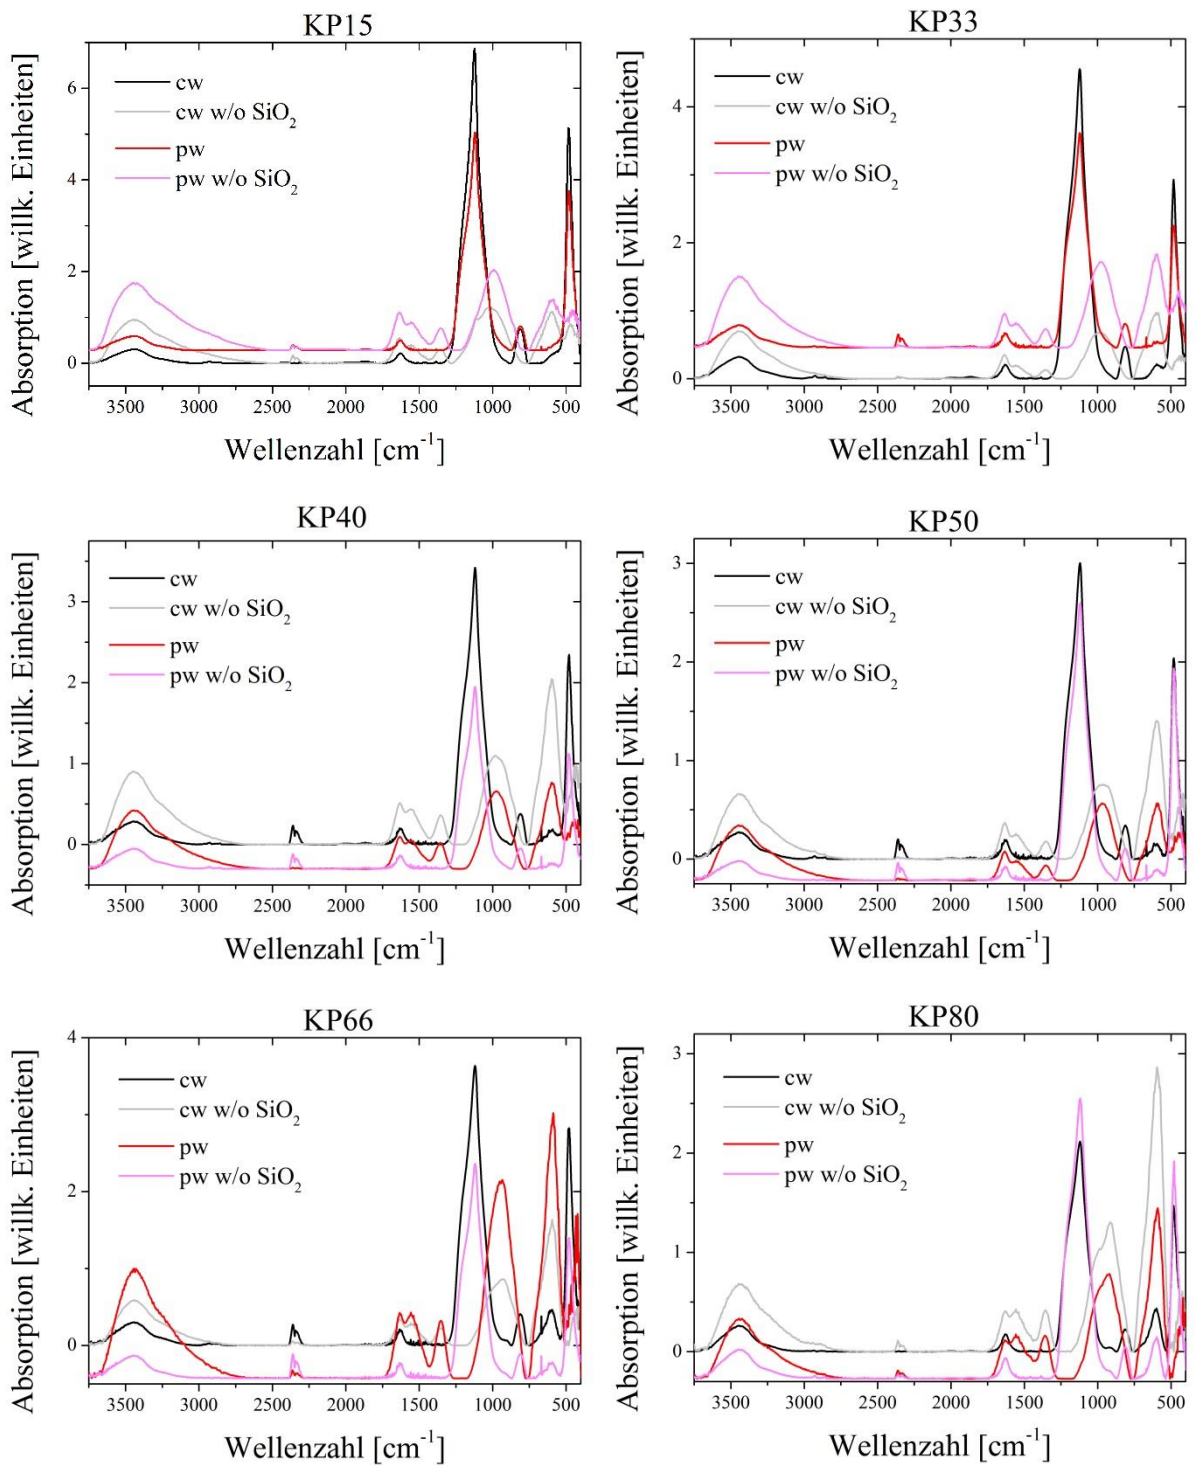 KP15
Absorption [willk. Einheiten]
6
4
2
0
cw
cw w/o SiO₂
pw
pw w/o SiO₂
3500 3000 2500 2000 1500 1000 500
Wellenzahl [cm⁻¹]
KP33
Absorption [willk. Einheiten]
4
2
0
cw
cw w/o SiO₂
pw
pw w/o SiO₂
3500 3000 2500 2000 1500 1000 500
Wellenzahl [cm⁻¹]
KP40
Absorption [willk. Einheiten]
3
2
1
0
cw
cw w/o SiO₂
pw
pw w/o SiO₂
3500 3000 2500 2000 1500 1000 500
Wellenzahl [cm⁻¹]
KP50
Absorption [willk. Einheiten]
3
2
1
0
cw
cw w/o SiO₂
pw
pw w/o SiO₂
3500 3000 2500 2000 1500 1000 500
Wellenzahl [cm⁻¹]
KP66
Absorption [willk. Einheiten]
4
2
0
cw
cw w/o SiO₂
pw
pw w/o SiO₂
3500 3000 2500 2000 1500 1000 500
Wellenzahl [cm⁻¹]
KP80
Absorption [willk. Einheiten]
3
2
1
0
cw
cw w/o SiO₂
pw
pw w/o SiO₂
3500 3000 2500 2000 1500 1000 500
Wellenzahl [cm⁻¹]